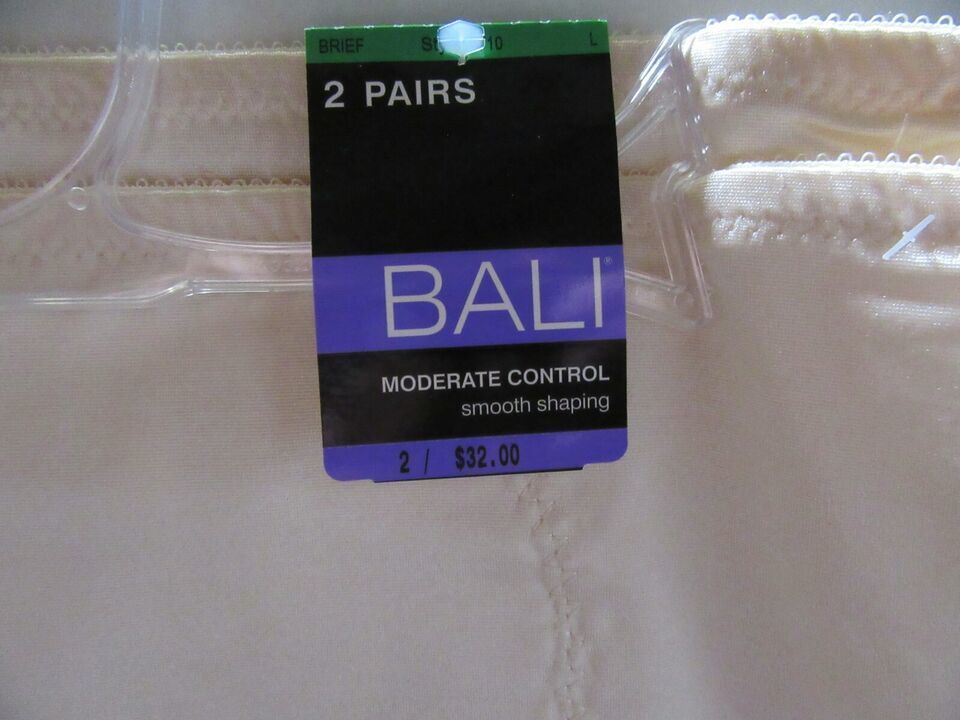 BRIEF L
2 PAIRS
BALI®
MODERATE CONTROL
smooth shaping
2 / $32.00